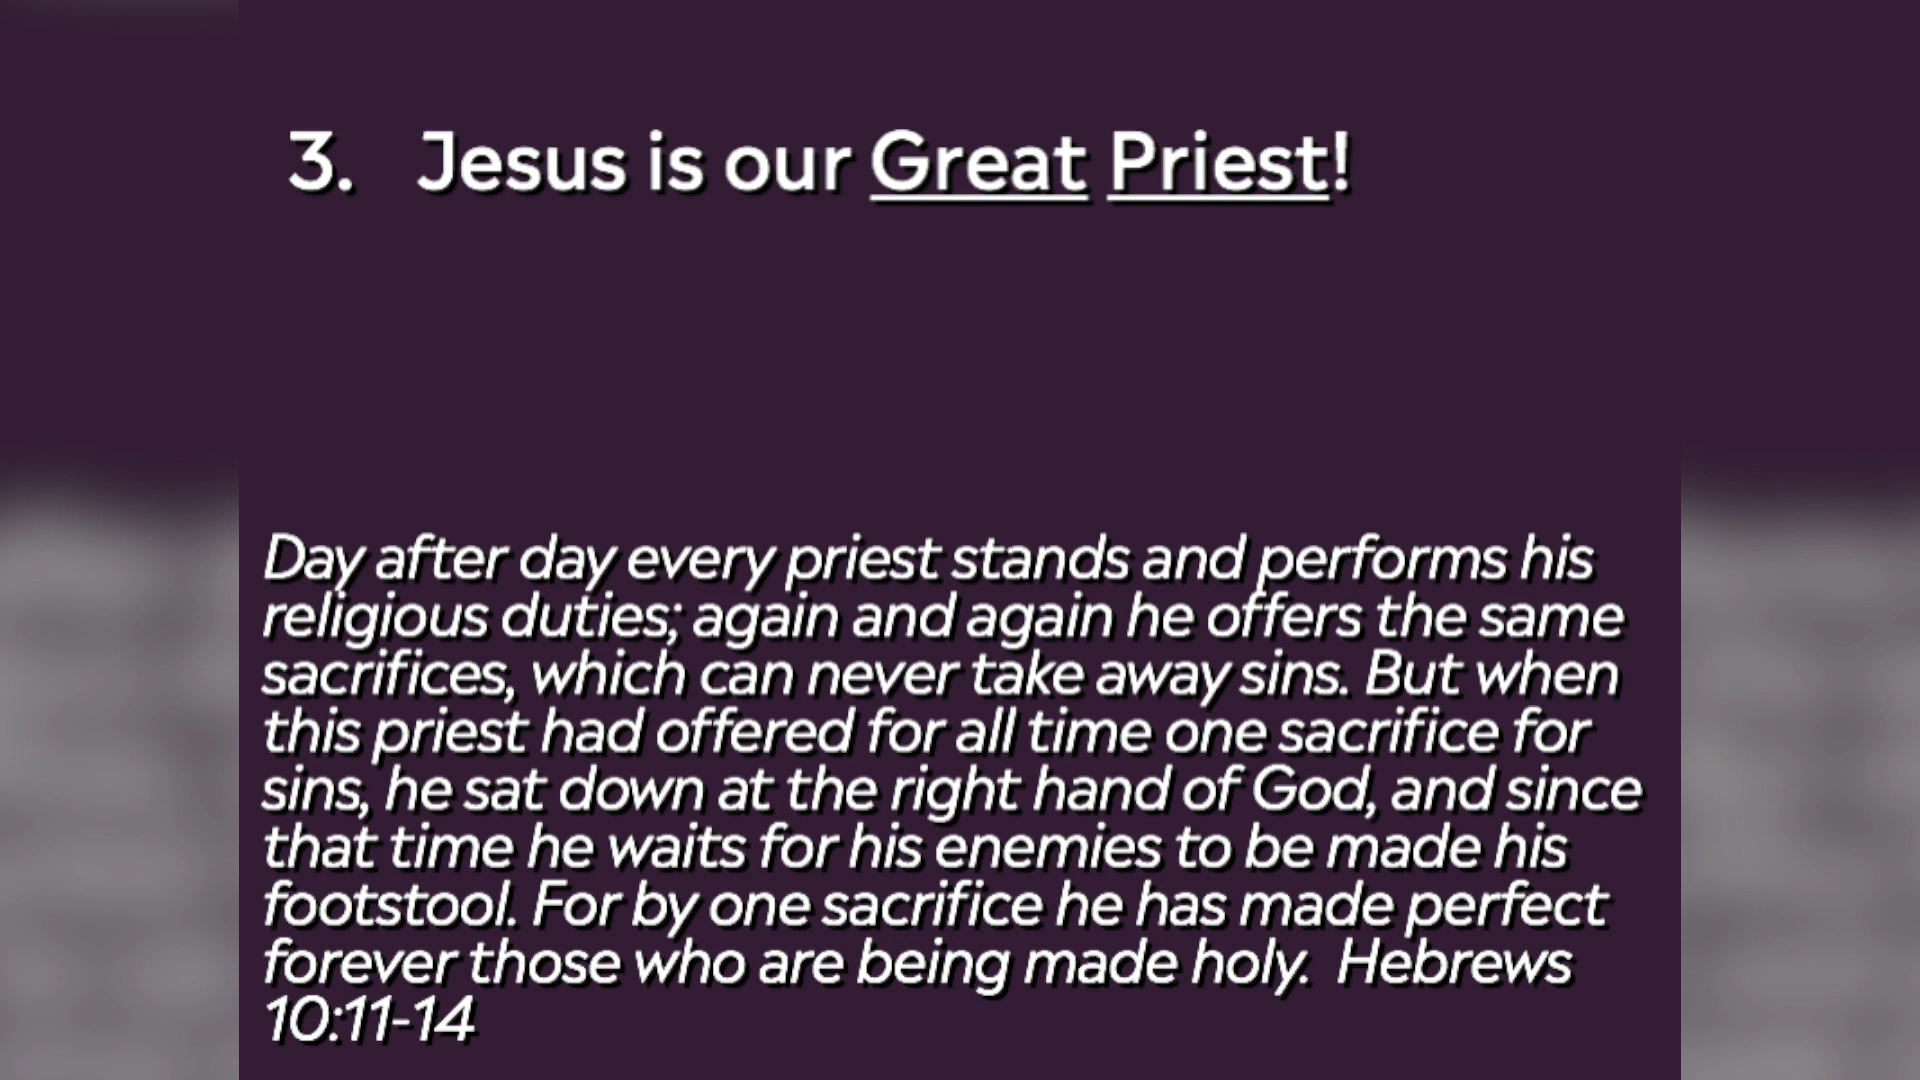 3. Jesus is our Great Priest!
Day after day every priest stands and performs his
religious duties; again and again he offers the same
sacrifices, which can never take away sins. But when
this priest had offered for all time one sacrifice for
sins, he sat down at the right hand of God, and since
that time he waits for his enemies to be made his
footstool. For by one sacrifice he has made perfect
forever those who are being made holy. Hebrews
10:11-14